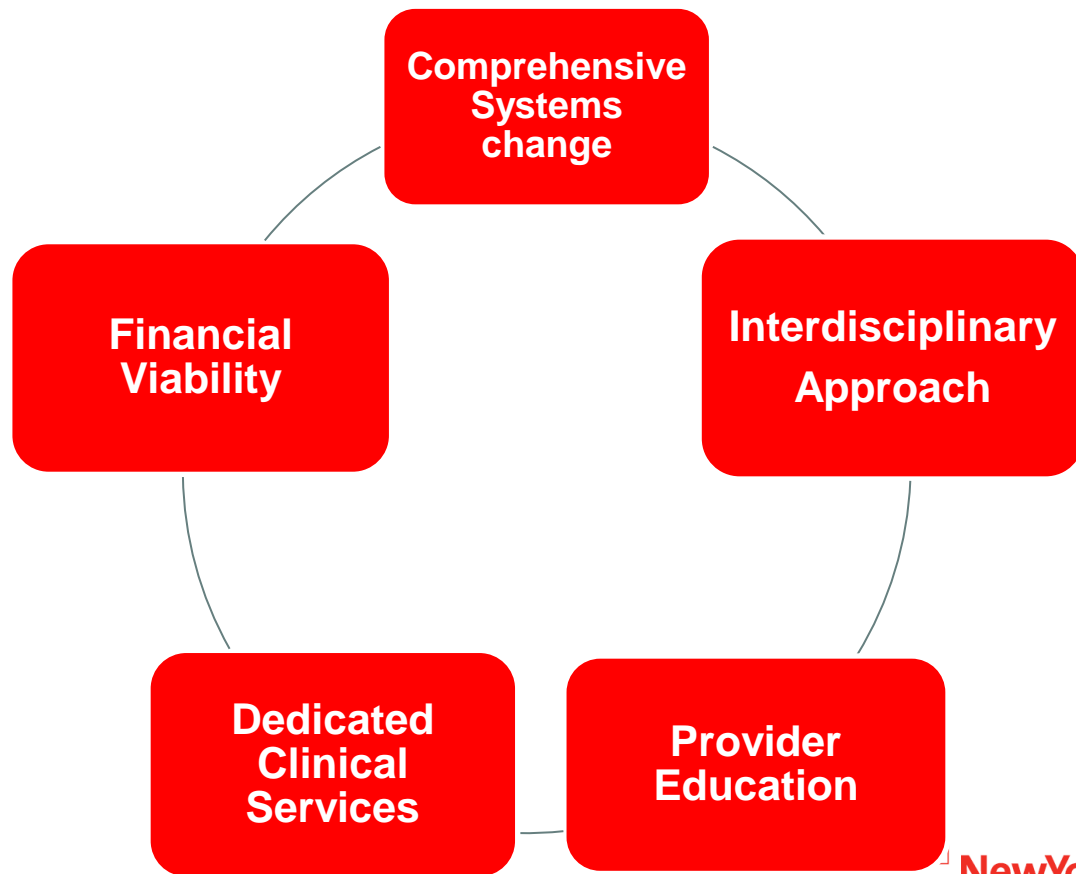 Comprehensive
Systems
change
Interdisciplinary
Approach
Provider
Education
Dedicated
Clinical
Services
Financial
Viability